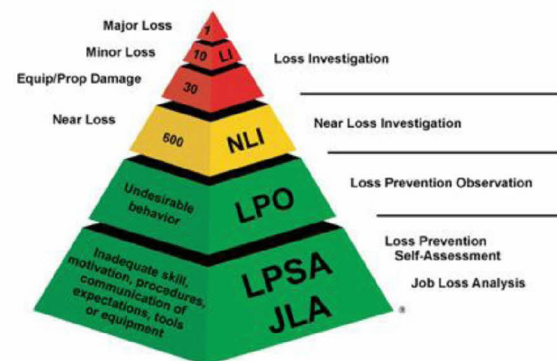 Major Loss
1
Minor Loss
10 LI
Loss Investigation
Equip/Prop Damage
30
Near Loss
600
NLI
Near Loss Investigation
Undesirable
behavior
LPO
Loss Prevention Observation
Inadequate skill,
motivation, procedures,
communication of
expectations, tools
or equipment
LPSA
JLA
Loss Prevention
Self-Assessment
Job Loss Analysis
®